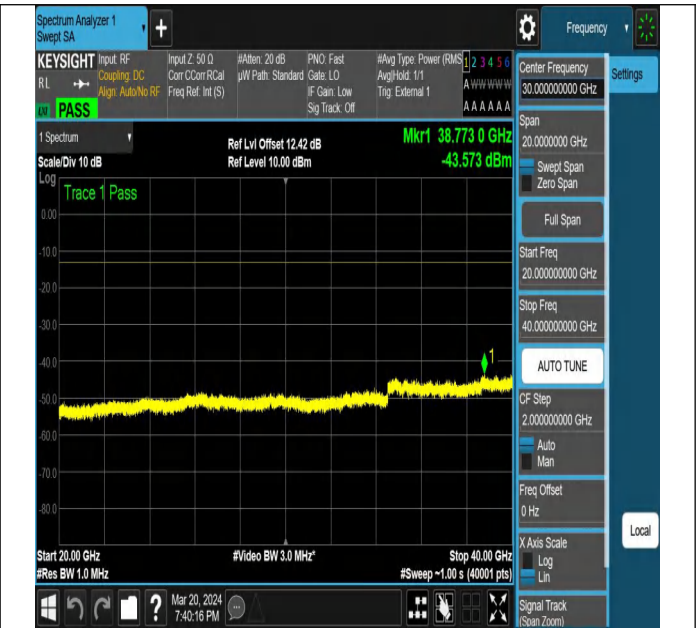 Spectrum Analyzer 1
Swept SA
+
Frequency
KEYSIGHT
RL
PASS
Input: RF
Coupling: DC
Align: Auto/No RF
Input Z: 50 Ω
Corr CCorr RCal
Freq Ref: Int (S)
#Atten: 20 dB
µW Path: Standard
PNO: Fast
Gate: LO
IF Gain: Low
Sig Track: Off
#Avg Type: Power (RMS
Avg|Hold: 1/1
Trig: External 1
1 2 3 4 5 6
A W W W W W
A A A A A A
1 Spectrum
Scale/Div 10 dB
Ref Lvl Offset 12.42 dB
Ref Level 10.00 dBm
Mkr1 38.773 0 GHz
-43.573 dBm
Log
Trace 1 Pass
0.00
-10.0
-20.0
-30.0
-40.0
-50.0
-60.0
-70.0
-80.0
1
Start 20.00 GHz
#Res BW 1.0 MHz
#Video BW 3.0 MHz*
Stop 40.00 GHz
#Sweep ~1.00 s (40001 pts)
Mar 20, 2024
7:40:16 PM
?
Center Frequency
30.000000000 GHz
Settings
Span
20.0000000 GHz
Swept Span
Zero Span
Full Span
Start Freq
20.000000000 GHz
Stop Freq
40.000000000 GHz
AUTO TUNE
CF Step
2.000000000 GHz
Auto
Man
Freq Offset
0 Hz
X Axis Scale
Log
Lin
Local
Signal Track
(Span Zoom)